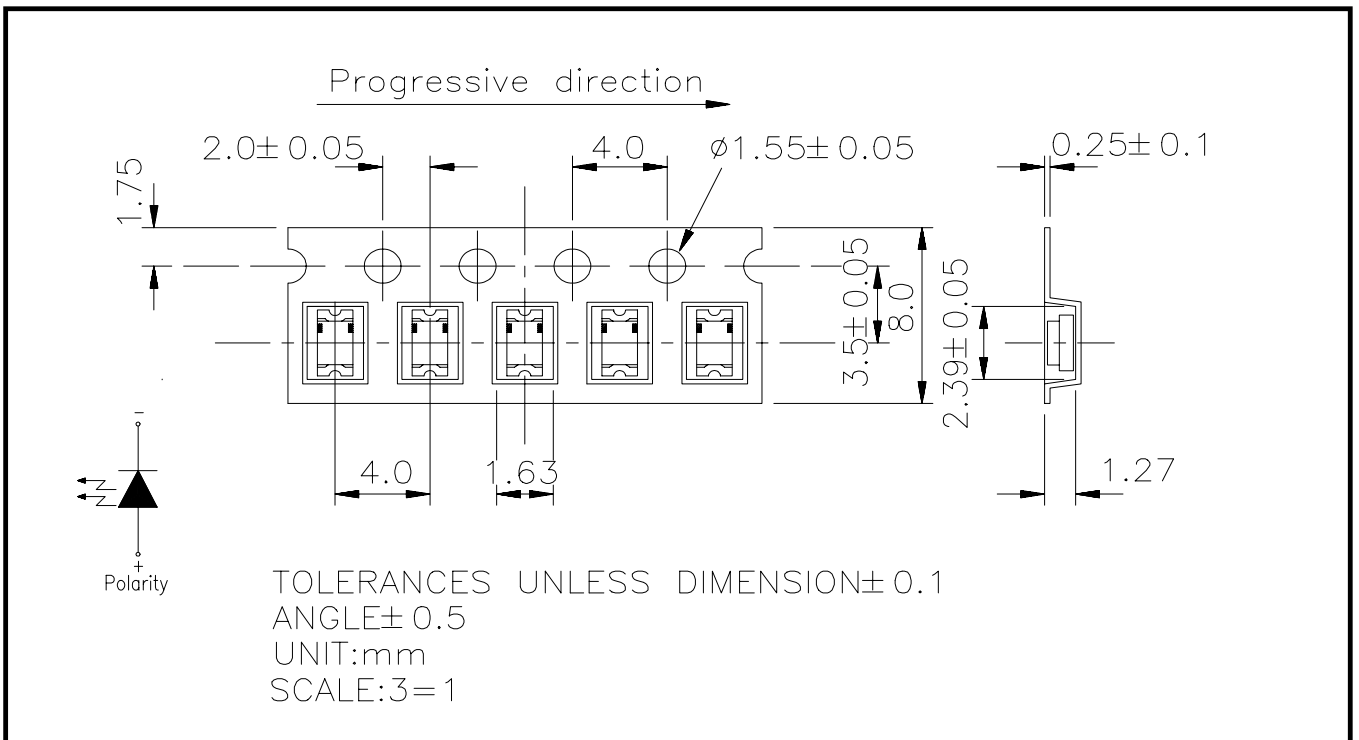 Progressive direction
2.0±0.05
4.0
ø1.55±0.05
0.25±0.1
1.75
3.5±0.05
8.0
2.39±0.05
4.0
1.63
1.27
-
+
Polarity
TOLERANCES UNLESS DIMENSION±0.1
ANGLE±0.5
UNIT:mm
SCALE:3=1